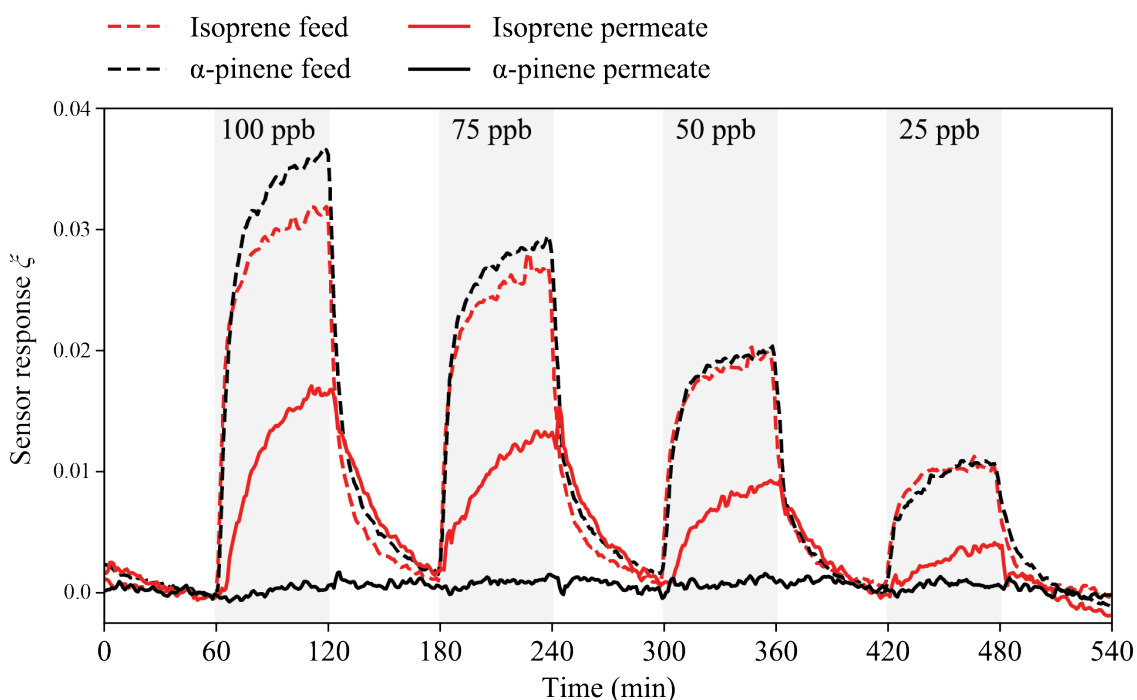 Isoprene feed
Isoprene permeate
α-pinene feed
α-pinene permeate
0.04
100 ppb
75 ppb
50 ppb
25 ppb
0.03
0.02
0.01
0.0
Sensor response ξ
0
60
120
180
240
300
360
420
480
540
Time (min)